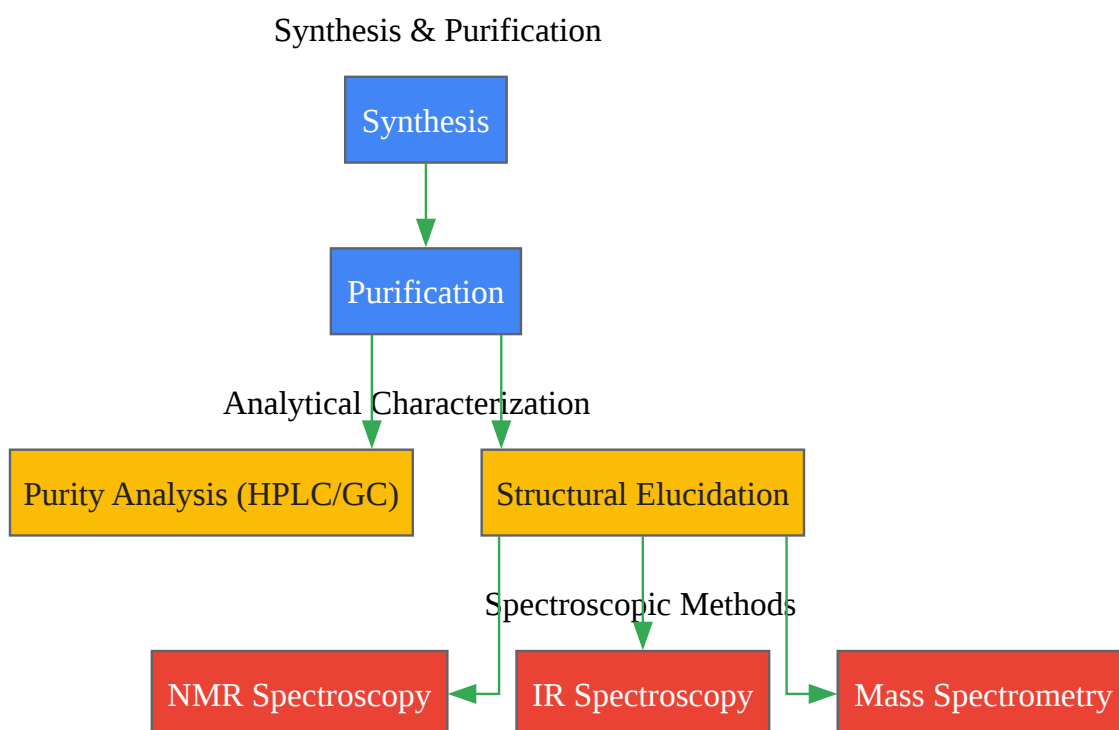 Synthesis & Purification
Synthesis
Purification
Analytical Characterization
Purity Analysis (HPLC/GC)
Structural Elucidation
Spectroscopic Methods
NMR Spectroscopy
IR Spectroscopy
Mass Spectrometry